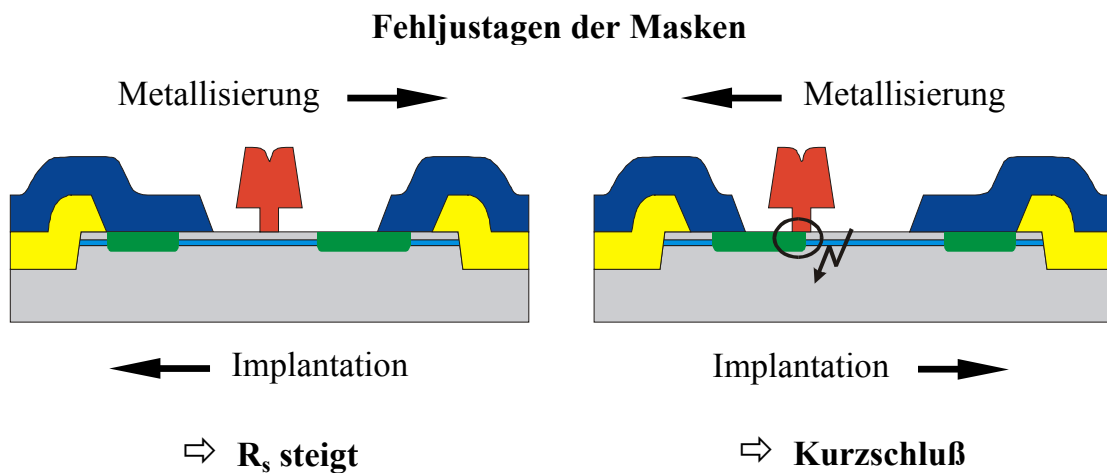 Fehljustagen der Masken
Metallisierung
Metallisierung
Implantation
Implantation
⇨ Rs steigt
⇨ Kurzschluß